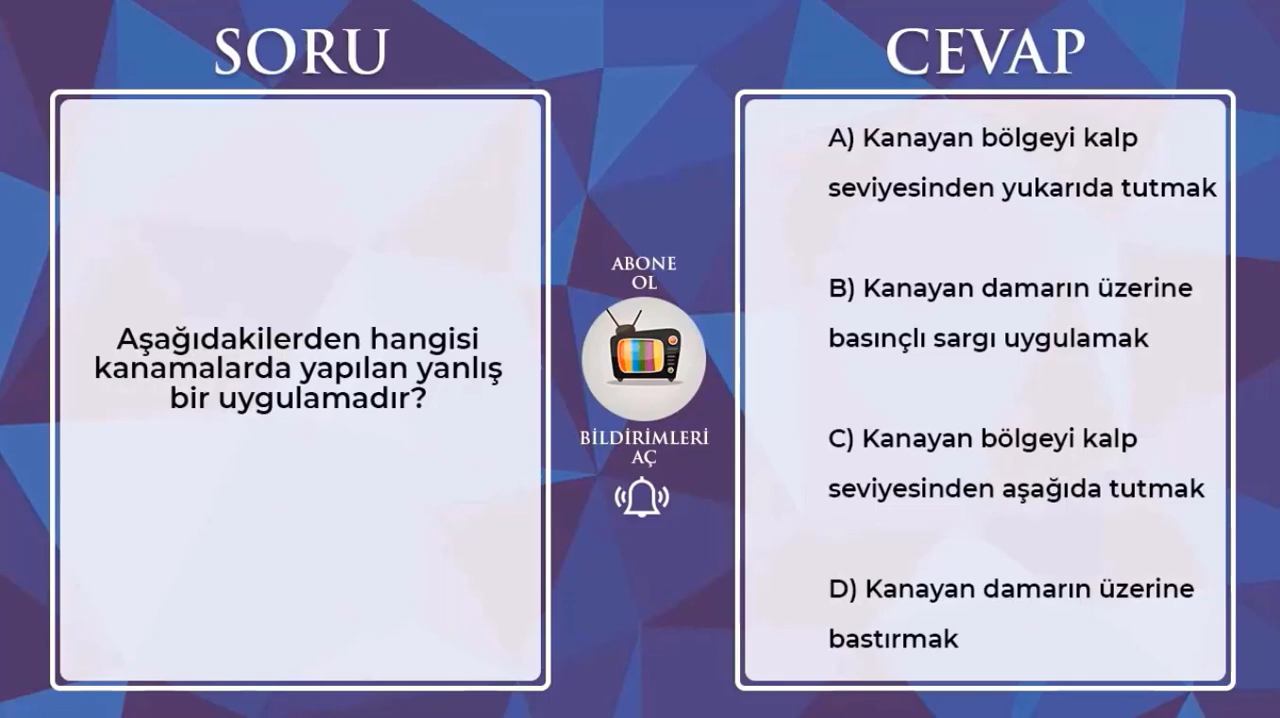 SORU
Aşağıdakilerden hangisi
kanamalarda yapılan yanlış
bir uygulamadır?
ABONE
OL
BİLDİRİMLERİ
AÇ
CEVAP
A) Kanayan bölgeyi kalp
seviyesinden yukarıda tutmak
B) Kanayan damarın üzerine
basınçlı sargı uygulamak
C) Kanayan bölgeyi kalp
seviyesinden aşağıda tutmak
D) Kanayan damarın üzerine
bastırmak